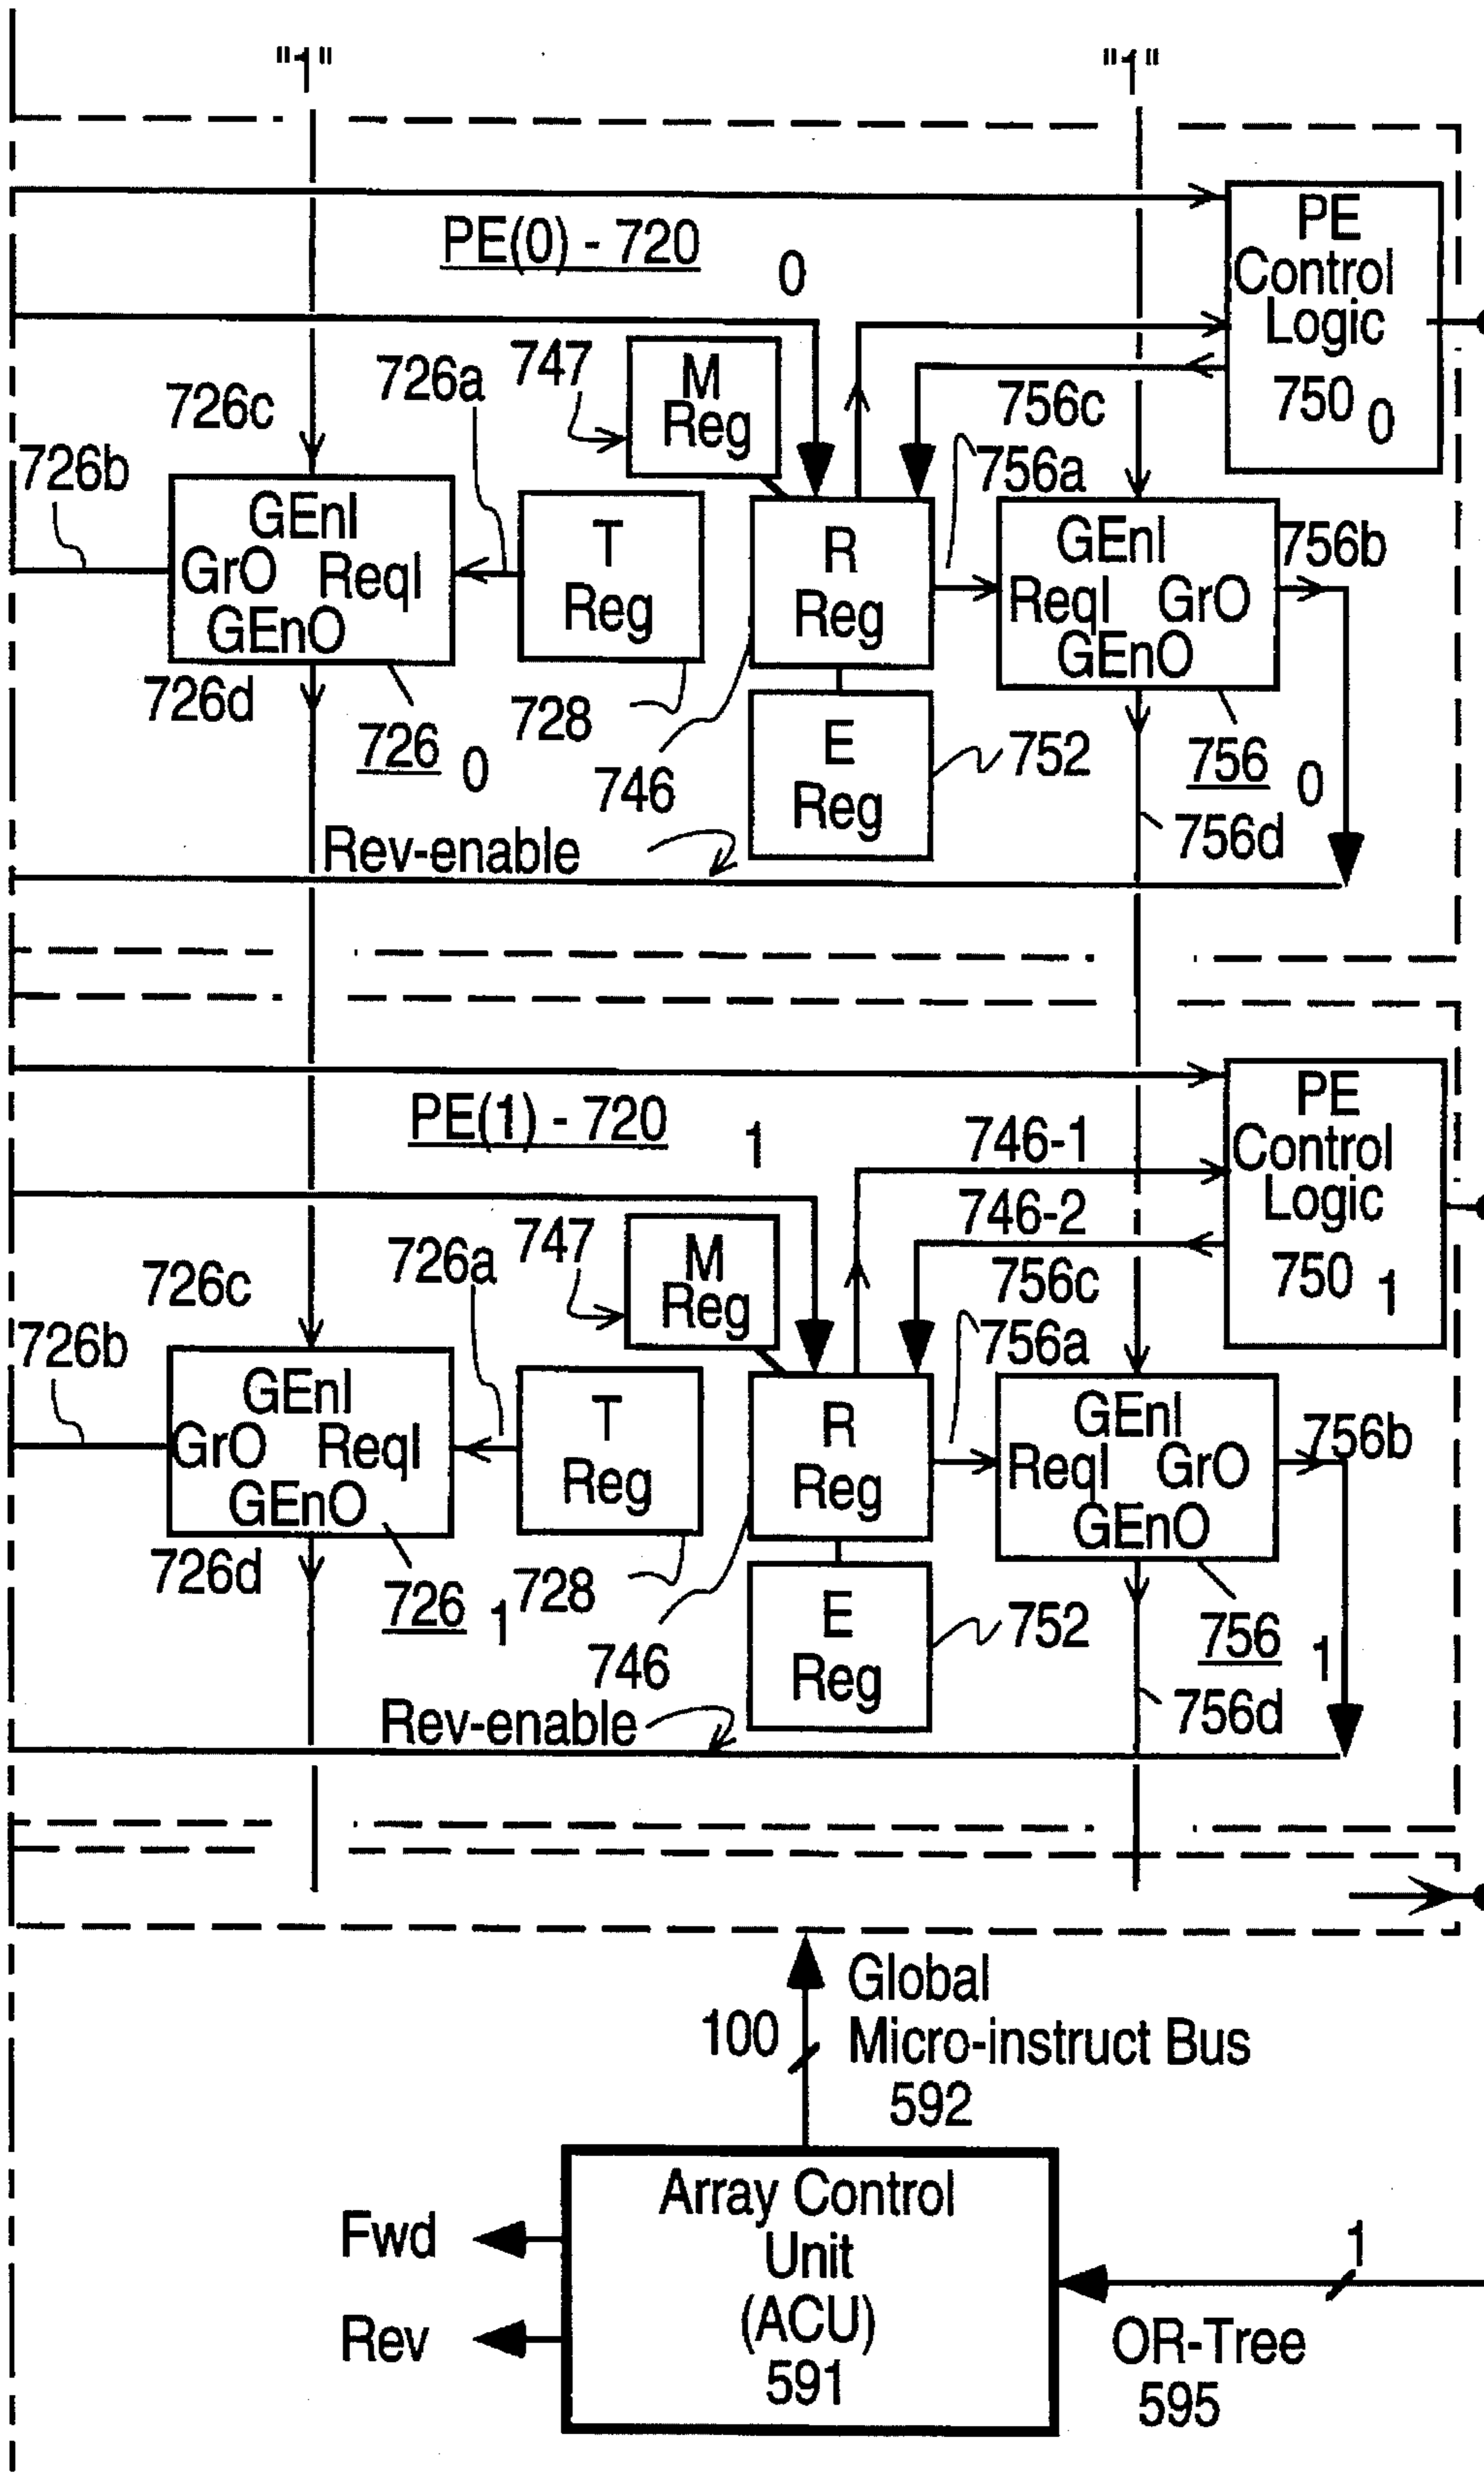 "1"
"1"
PE(0) - 720 0
PE
Control
Logic
750 0
726c
726a
747
M
Reg
756c
756a
726b
GEnI
GrO ReqI
GEnO
T
Reg
R
Reg
GEnI
ReqI GrO
GEnO
756b
726d
726 0
728
746
E
Reg
752
756 0
756d
Rev-enable
PE(1) - 720 1
746-1
746-2
PE
Control
Logic
750 1
726c
726a
747
M
Reg
756c
756a
726b
GEnI
GrO ReqI
GEnO
T
Reg
R
Reg
GEnI
ReqI GrO
GEnO
756b
726d
726 1
728
746
E
Reg
752
756 1
756d
Rev-enable
100
Global
Micro-instruct Bus
592
Array Control
Unit
(ACU)
591
Fwd
Rev
1
OR-Tree
595